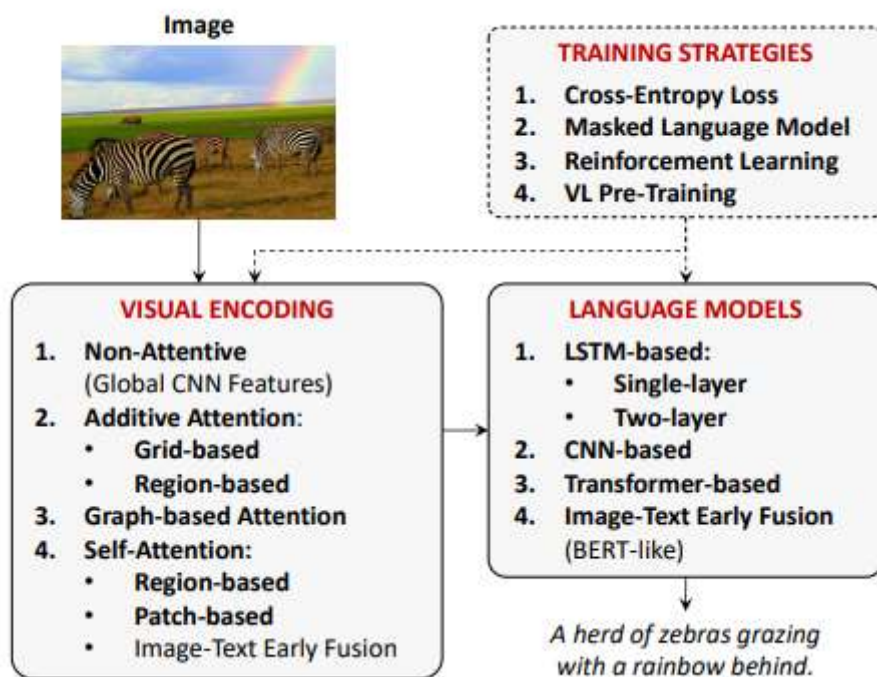 Image
TRAINING STRATEGIES
1. Cross-Entropy Loss
2. Masked Language Model
3. Reinforcement Learning
4. VL Pre-Training
VISUAL ENCODING
1. Non-Attentive
(Global CNN Features)
2. Additive Attention:
• Grid-based
• Region-based
3. Graph-based Attention
4. Self-Attention:
• Region-based
• Patch-based
• Image-Text Early Fusion
LANGUAGE MODELS
1. LSTM-based:
• Single-layer
• Two-layer
2. CNN-based
3. Transformer-based
4. Image-Text Early Fusion
(BERT-like)
A herd of zebras grazing
with a rainbow behind.